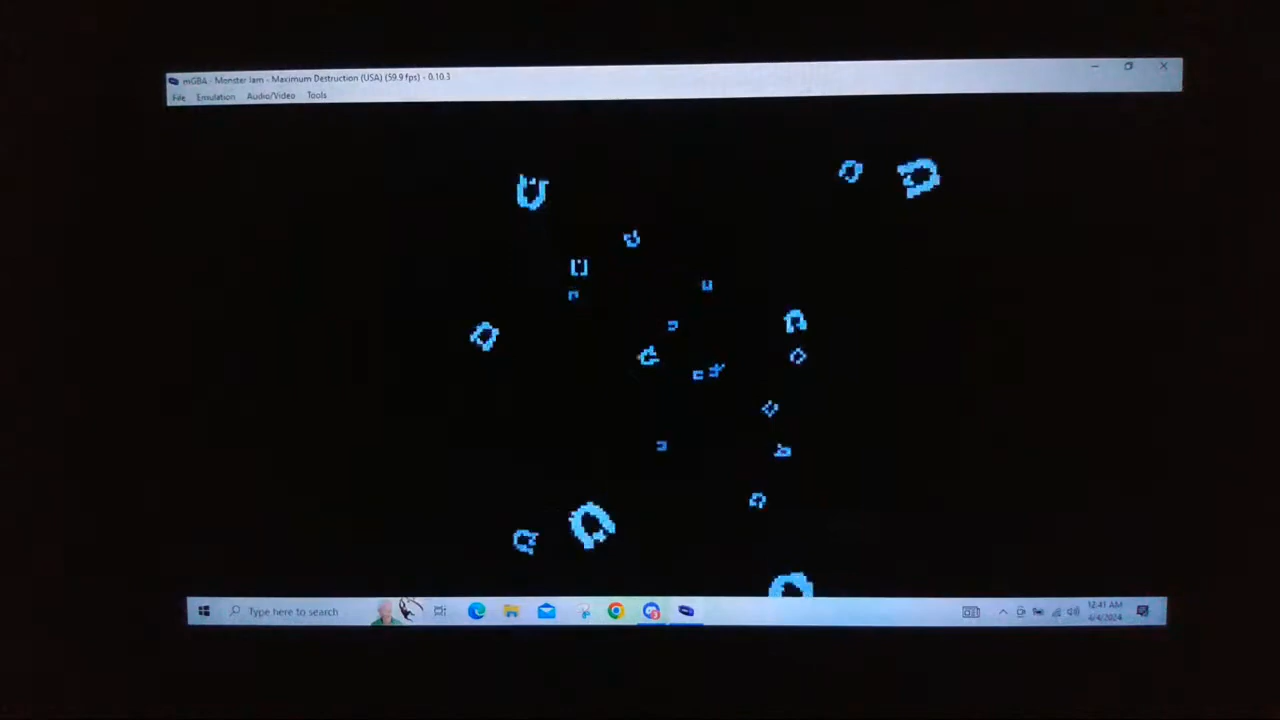 mGBA - Monster Jam - Maximum Destruction (USA) (59.9 fps) - 0.10.3
File Emulation Audio/Video Tools
Type here to search
12:41 AM
4/4/2024